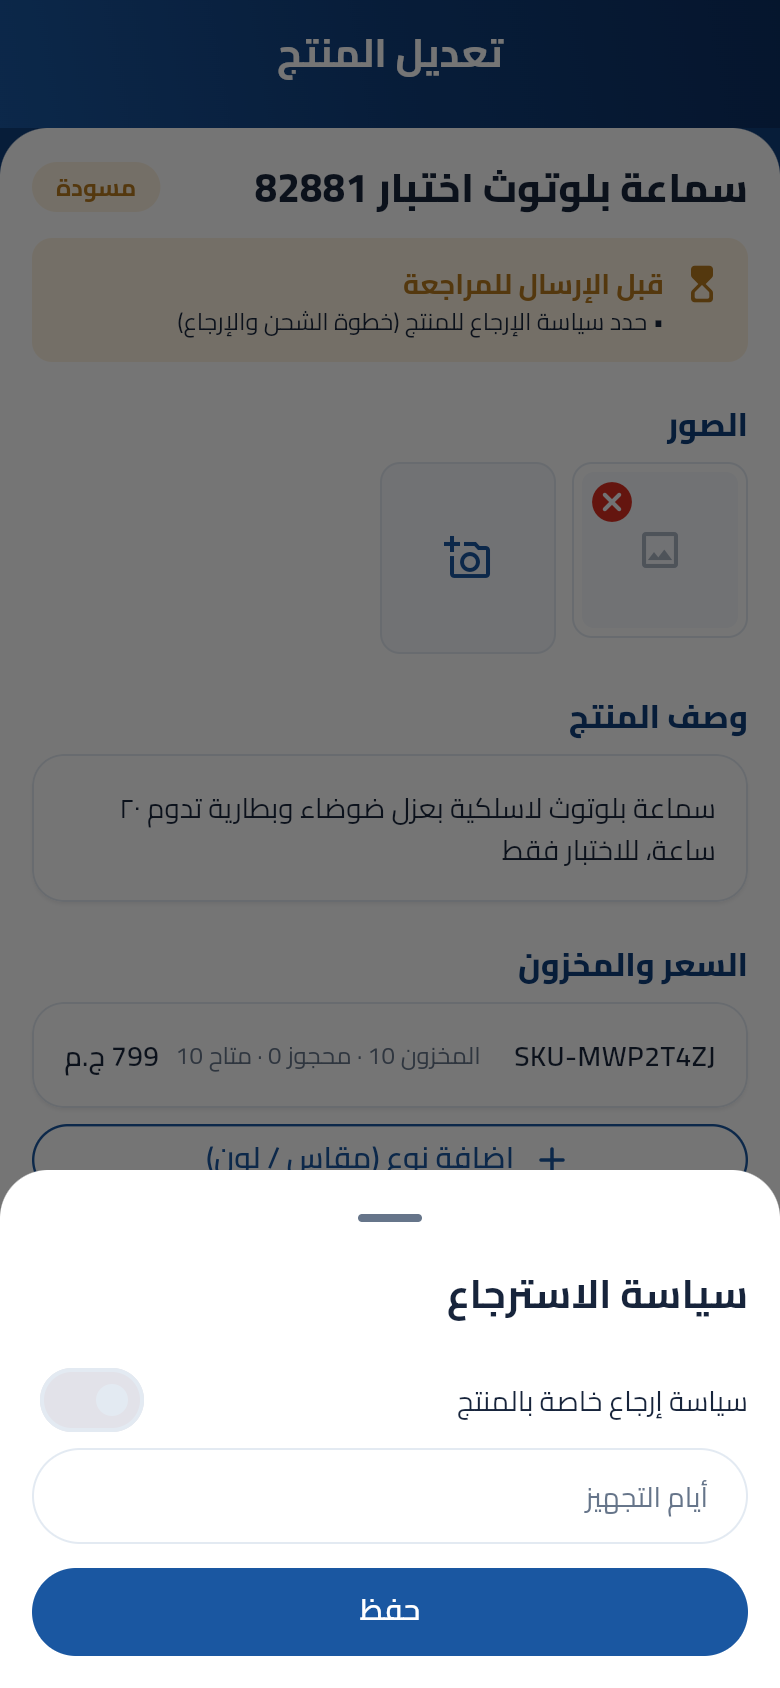 تعديل المنتج
سماعة بلوتوث اختبار 82881
مسودة
قبل الإرسال للمراجعة
• حدد سياسة الإرجاع للمنتج (خطوة الشحن والإرجاع)
الصور
وصف المنتج
سماعة بلوتوث لاسلكية بعزل ضوضاء وبطارية تدوم ٢٠
ساعة، للاختبار فقط
السعر والمخزون
SKU-MWP2T4ZJ
المخزون 10 · محجوز 0 · متاح 10
799 ج.م
اضافة نوع (مقاس / لون)
سياسة الاسترجاع
سياسة إرجاع خاصة بالمنتج
أيام التجهيز
حفظ